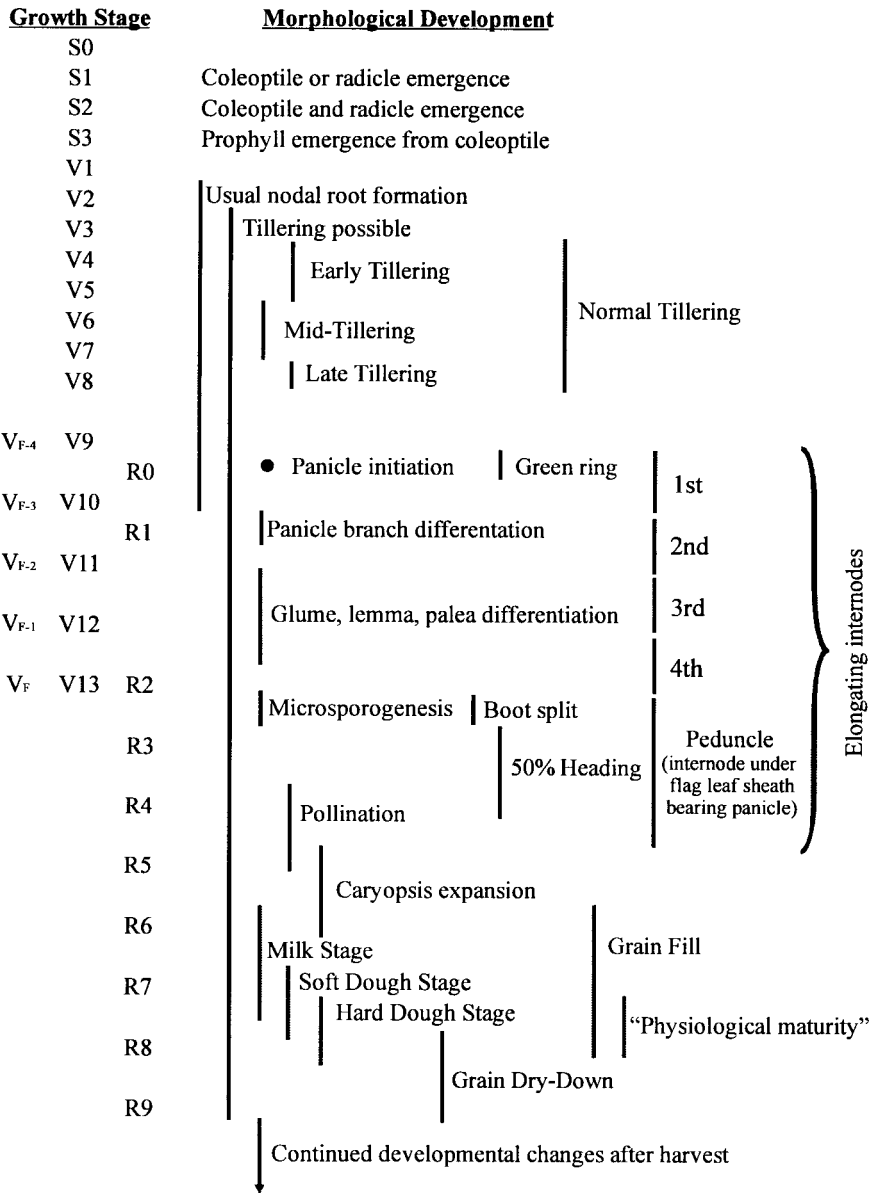 Growth Stage Morphological Development
S0
S1 Coleoptile or radicle emergence
S2 Coleoptile and radicle emergence
S3 Prophyll emergence from coleoptile
V1
V2 Usual nodal root formation
V3 Tillering possible
V4
Early Tillering
V5
V6 Normal Tillering
Mid-Tillering
V7
V8 Late Tillering
VF-4 V9
R0 ● Panicle initiation Green ring
1st
VF-3 V10
R1 Panicle branch differentation
2nd
VF-2 V11
Glume, lemma, palea differentiation 3rd
VF-1 V12
4th
VF V13 R2
Microsporogenesis Boot split
R3 50% Heading Peduncle
(internode under
flag leaf sheath
bearing panicle)
Elongating internodes
R4 Pollination
R5
Caryopsis expansion
R6
Milk Stage Grain Fill
R7 Soft Dough Stage
Hard Dough Stage
“Physiological maturity”
R8
Grain Dry-Down
R9
Continued developmental changes after harvest